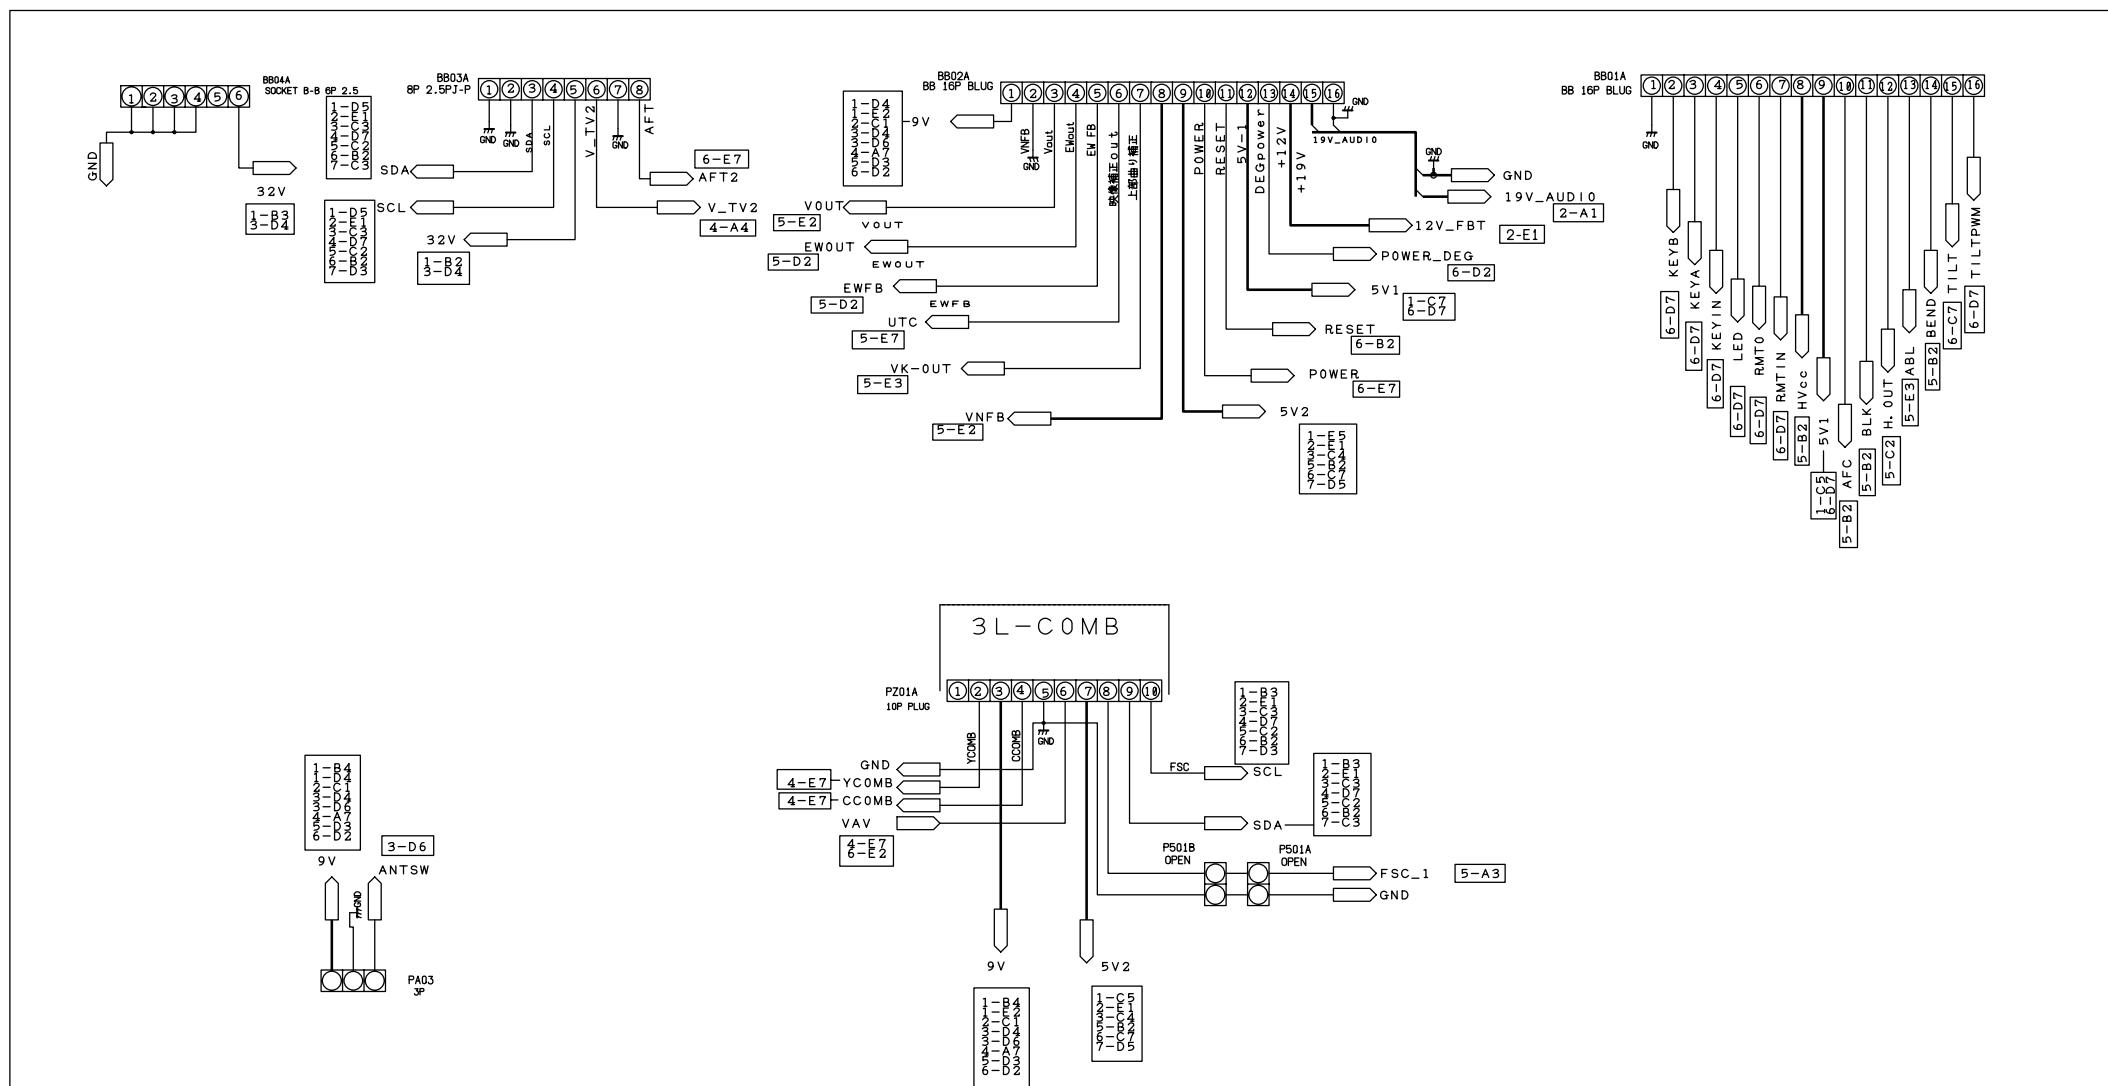 BB04A
SOCKET B-B 6P 2.5
1 2 3 4 5 6
GND
32V
1-B3
3-D4
1-D5
2-E1
3-C3
4-D7
5-C2
6-B2
7-C3
SDA
1-D5
2-E1
3-C3
4-D7
5-C2
6-B2
7-D3
SCL
BB03A
8P 2.5PJ-P
1 2 3 4 5 6 7 8
GND
GND
SDA
SCL
V_TV2
GND
AFT
32V
1-B2
3-D4
6-E7
AFT2
V_TV2
4-A4
BB02A
BB 16P BLUG
1 2 3 4 5 6 7 8 9 10 11 12 13 14 15 16
1-D4
1-E2
2-C1
3-D4
3-D6
4-A7
5-D3
6-D2
9V
VNFB
GND
Vout
EWout
EWFB
映像補正out
上部曲り補正
POWER
RESET
5V-1
DEGpower
+12V
+19V
GND
19V_AUDIO
VOUT
5-E2
VOUT
EWOUT
5-D2
EWOUT
EWFB
5-D2
EWFB
UTC
5-E7
VK-OUT
5-E3
VNFB
5-E2
GND
GND
19V_AUDIO
2-A1
12V_FBT
2-E1
POWER_DEG
6-D2
5V1
1-C7
6-D7
RESET
6-B2
POWER
6-E7
5V2
1-E5
2-E1
3-C4
5-B2
6-C7
7-D5
BB01A
BB 16P BLUG
1 2 3 4 5 6 7 8 9 10 11 12 13 14 15 16
GND
KEYB
6-D7
KEYA
6-D7
KEYIN
6-D7
LED
6-D7
RMTO
6-D7
RMTIN
6-D7
HVcc
5-B2
5V1
1-C5
6-D7
AFC
5-B2
BLK
5-B2
H.OUT
5-C2
ABL
5-E3
BEND
5-B2
TILT
6-C7
TILTPWM
6-D7
3L-COMB
PZ01A
10P PLUG
1 2 3 4 5 6 7 8 9 10
YCOMB
CCOMB
GND
GND
4-E7 YCOMB
4-E7 CCOMB
VAV
4-E7
6-E2
1-B3
2-E1
3-C3
4-D7
5-C2
6-B2
7-D3
FSC
SCL
1-B3
2-E1
3-C3
4-D7
5-C2
6-B2
7-C3
SDA
P501B
OPEN
P501A
OPEN
FSC_1
5-A3
GND
9V
1-B4
1-E2
2-C1
3-D4
3-D6
4-A7
5-D3
6-D2
5V2
1-C5
2-E1
3-C4
5-B2
6-C7
7-D5
1-B4
1-D4
2-C1
3-D4
3-D6
4-A7
5-D3
6-D2
9V
3-D6
ANTSW
GND
PA03
3P